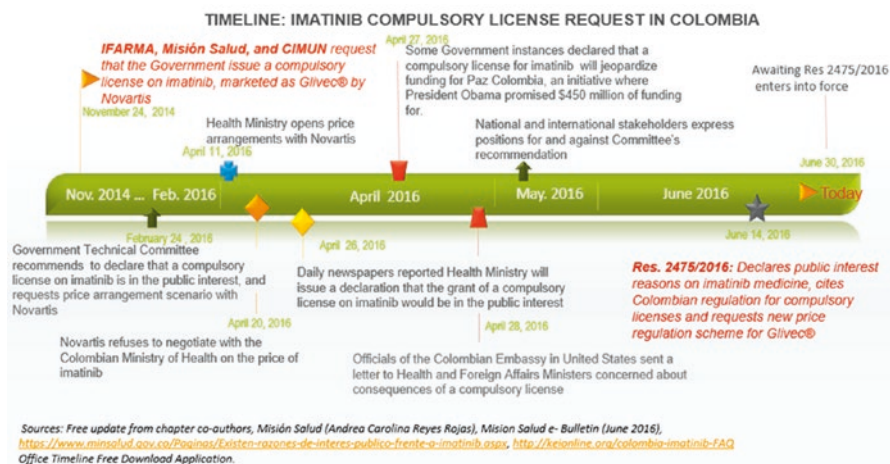 TIMELINE: IMATINIB COMPULSORY LICENSE REQUEST IN COLOMBIA
IFARMA, Misión Salud, and CIMUN request
that the Government issue a compulsory
license on imatinib, marketed as Glivec® by
Novartis
November 24, 2014
Health Ministry opens price
arrangements with Novartis
April 11, 2016
April 27, 2016
Some Government instances declared that a
compulsory license for imatinib will jeopardize
funding for Paz Colombia, an initiative where
President Obama promised $450 million of funding
for.
National and international stakeholders express
positions for and against Committee's
recommendation
Awaiting Res 2475/2016
enters into force
June 30, 2016
Nov. 2014 ... Feb. 2016
April 2016
May. 2016
June 2016
Today
February 24 , 2016
Government Technical Committee
recommends to declare that a compulsory
license on imatinib is in the public interest, and
requests price arrangement scenario with
Novartis
April 20, 2016
Novartis refuses to negotiate with the
Colombian Ministry of Health on the price of
imatinib
April 26, 2016
Daily newspapers reported Health Ministry will
issue a declaration that the grant of a compulsory
license on imatinib would be in the public interest
April 28, 2016
Officials of the Colombian Embassy in United States sent a
letter to Health and Foreign Affairs Ministers concerned about
consequences of a compulsory license
June 14, 2016
Res. 2475/2016: Declares public interest
reasons on imatinib medicine, cites
Colombian regulation for compulsory
licenses and requests new price
regulation scheme for Glivec®
Sources: Free update from chapter co-authors, Misión Salud (Andrea Carolina Reyes Rojas), Mision Salud e- Bulletin (June 2016),
https://www.minsalud.gov.co/Paginas/Existen-razones-de-interes-publico-frente-a-imatinib.aspx, http://keionline.org/colombia-imatinib-FAQ
Office Timeline Free Download Application.